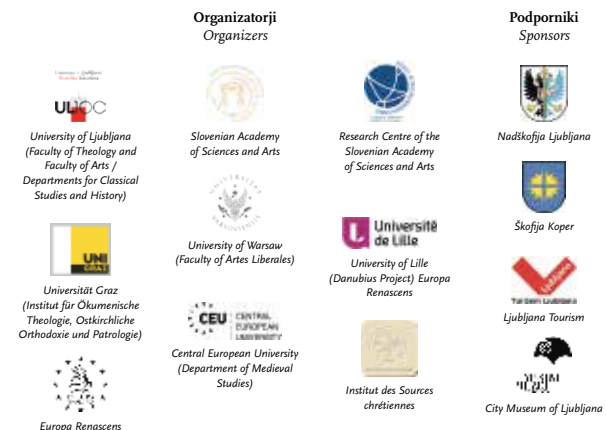 Organizatorji
Organizers
University of Ljubljana
(Faculty of Theology and
Faculty of Arts /
Departments for Classical
Studies and History)
UNI
GRAZ
Universität Graz
(Institut für Ökumenische
Theologie, Ostkirchliche
Orthodoxie und Patrologie)
Europa Renascens
Slovenian Academy
of Sciences and Arts
University of Warsaw
(Faculty of Artes Liberales)
CEU
CENTRAL
EUROPEAN
UNIVERSITY
Central European University
(Department of Medieval
Studies)
Research Centre of the
Slovenian Academy
of Sciences and Arts
Université
de Lille
University of Lille
(Danubius Project) Europa
Renascens
Institut des Sources
chrétiennes
Podporniki
Sponsors
Nadškofija Ljubljana
Škofija Koper
Ljubljana
Turizem Ljubljana
Ljubljana Tourism
City Museum of Ljubljana